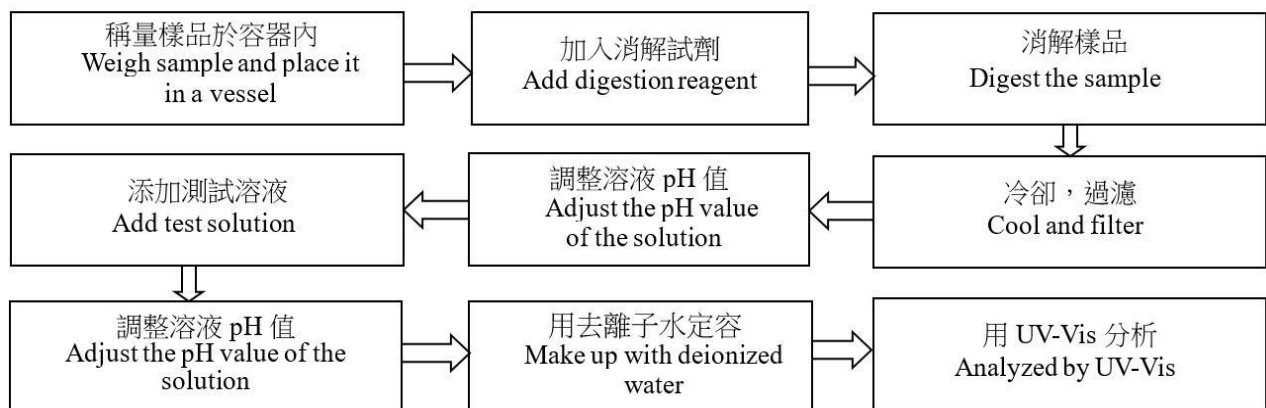 稱量樣品於容器內
Weigh sample and place it
in a vessel
加入消解試劑
Add digestion reagent
消解樣品
Digest the sample
冷卻，過濾
Cool and filter
調整溶液 pH 值
Adjust the pH value
of the solution
添加測試溶液
Add test solution
調整溶液 pH 值
Adjust the pH value of the
solution
用去離子水定容
Make up with deionized
water
用 UV-Vis 分析
Analyzed by UV-Vis